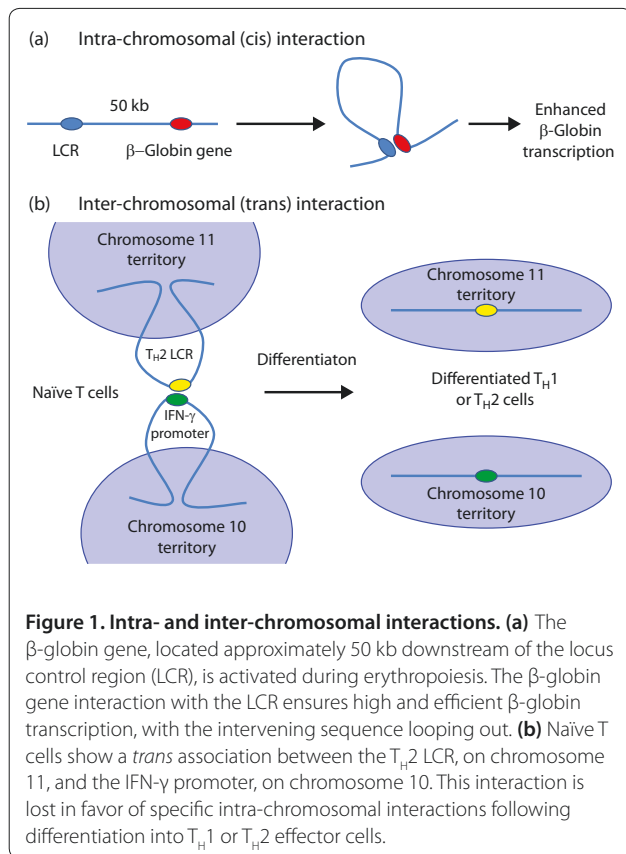 (a) Intra-chromosomal (cis) interaction
50 kb
LCR
β–Globin gene
Enhanced
β-Globin
transcription
(b) Inter-chromosomal (trans) interaction
Chromosome 11
territory
TH2 LCR
Naïve T cells
IFN-γ
promoter
Chromosome 10
territory
Differentiaton
Chromosome 11
territory
Differentiated TH1
or TH2 cells
Chromosome 10
territory
Figure 1. Intra- and inter-chromosomal interactions. (a) The
β-globin gene, located approximately 50 kb downstream of the locus
control region (LCR), is activated during erythropoiesis. The β-globin
gene interaction with the LCR ensures high and efficient β-globin
transcription, with the intervening sequence looping out. (b) Naïve T
cells show a trans association between the TH2 LCR, on chromosome
11, and the IFN-γ promoter, on chromosome 10. This interaction is
lost in favor of specific intra-chromosomal interactions following
differentiation into TH1 or TH2 effector cells.